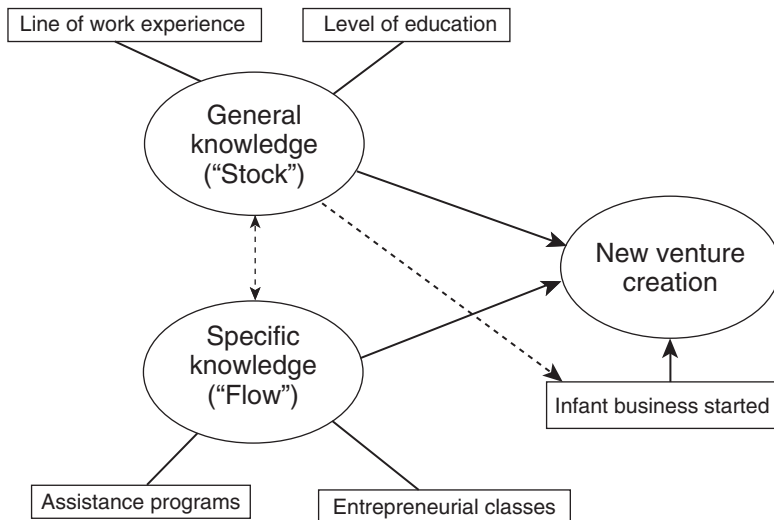 Line of work experience
Level of education
General
knowledge
(“Stock”)
New venture
creation
Specific
knowledge
(“Flow”)
Infant business started
Assistance programs
Entrepreneurial classes